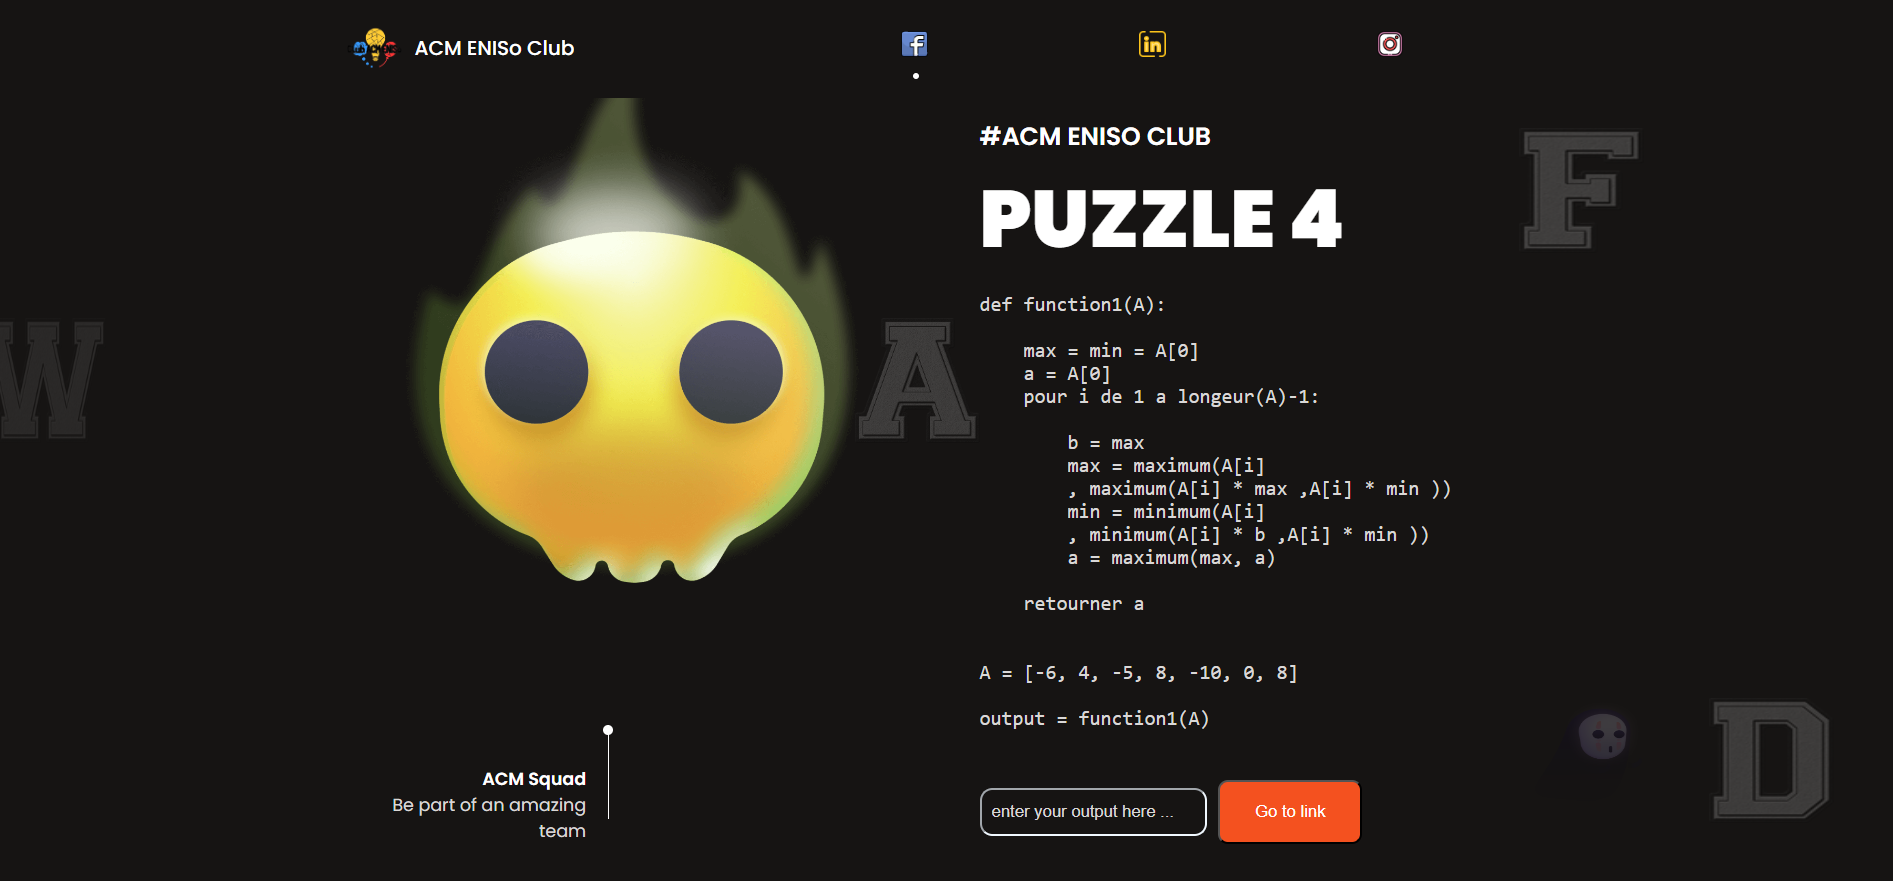 ACM ENISo Club
#ACM ENISO CLUB
PUZZLE 4
def function1(A):
max = min = A[0]
a = A[0]
pour i de 1 a longeur(A)-1:
b = max
max = maximum(A[i]
, maximum(A[i] * max ,A[i] * min ))
min = minimum(A[i]
, minimum(A[i] * b ,A[i] * min ))
a = maximum(max, a)
retourner a
A = [-6, 4, -5, 8, -10, 0, 8]
output = function1(A)
enter your output here ...
Go to link
ACM Squad
Be part of an amazing
team
W
A
F
D